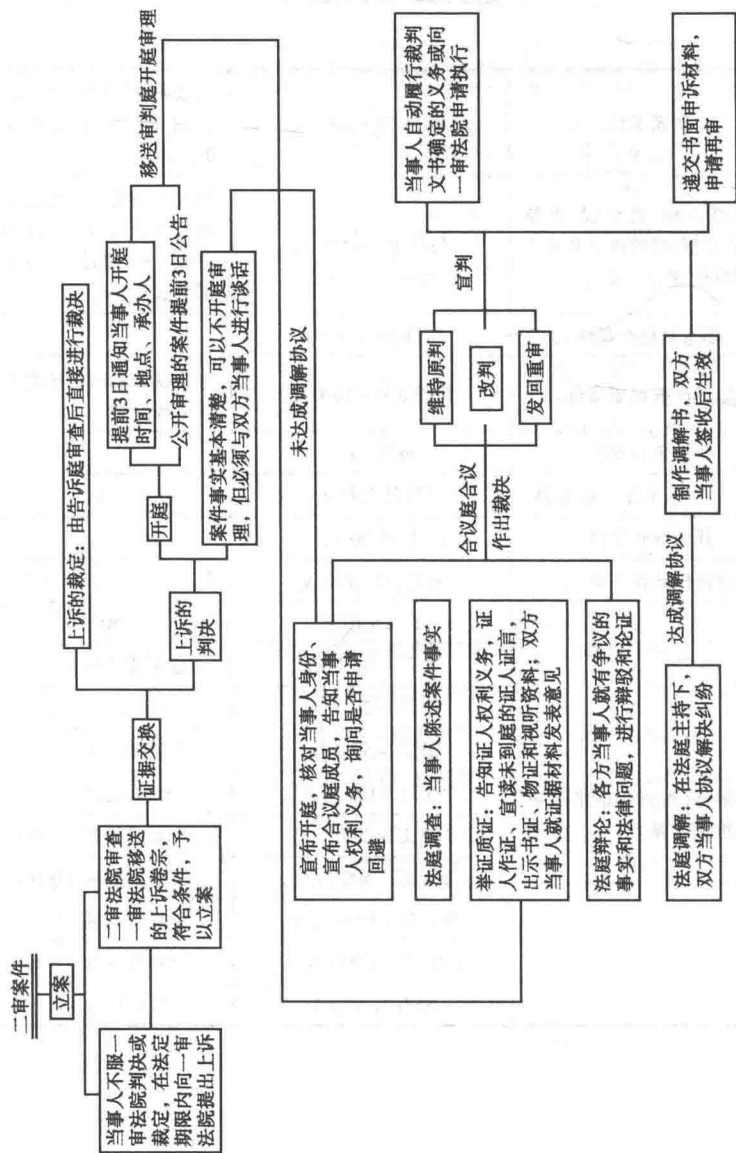 二审案件
立案
当事人不服一
审法院判决或
裁定，在法定
期限内向一审
法院提出上诉
二审法院审查
一审法院移送
的上诉卷宗，
符合条件，予
以立案
证据交换
上诉的裁定：由告诉庭审查后直接进行裁决
上诉的
判决
开庭
提前3日通知当事人开庭
时间、地点、承办人
公开审理的案件提前3日公告
案件事实基本清楚，可以不开庭审
理，但必须与双方当事人进行谈话
移送审判庭开庭审理
宣布开庭，核对当事人身份、
宣布合议庭成员，告知当事
人权利义务，询问是否申请
回避
法庭调查：当事人陈述案件事实
举证质证：告知证人权利义务，证
人作证、宣读未到庭的证人证言，
出示书证、物证和视听资料；双方
当事人就证据材料发表意见
法庭辩论：各方当事人就有争议的
事实和法律问题，进行辩驳和论证
法庭调解：在法庭主持下，
双方当事人协议解决纠纷
未达成调解协议
合议庭合议
作出裁决
维持原判
改判
发回重审
宣判
当事人自动履行裁判
文书确定的义务或向
一审法院申请执行
达成调解协议
制作调解书，双方
当事人签收后生效
递交书面申诉材料，
申请再审